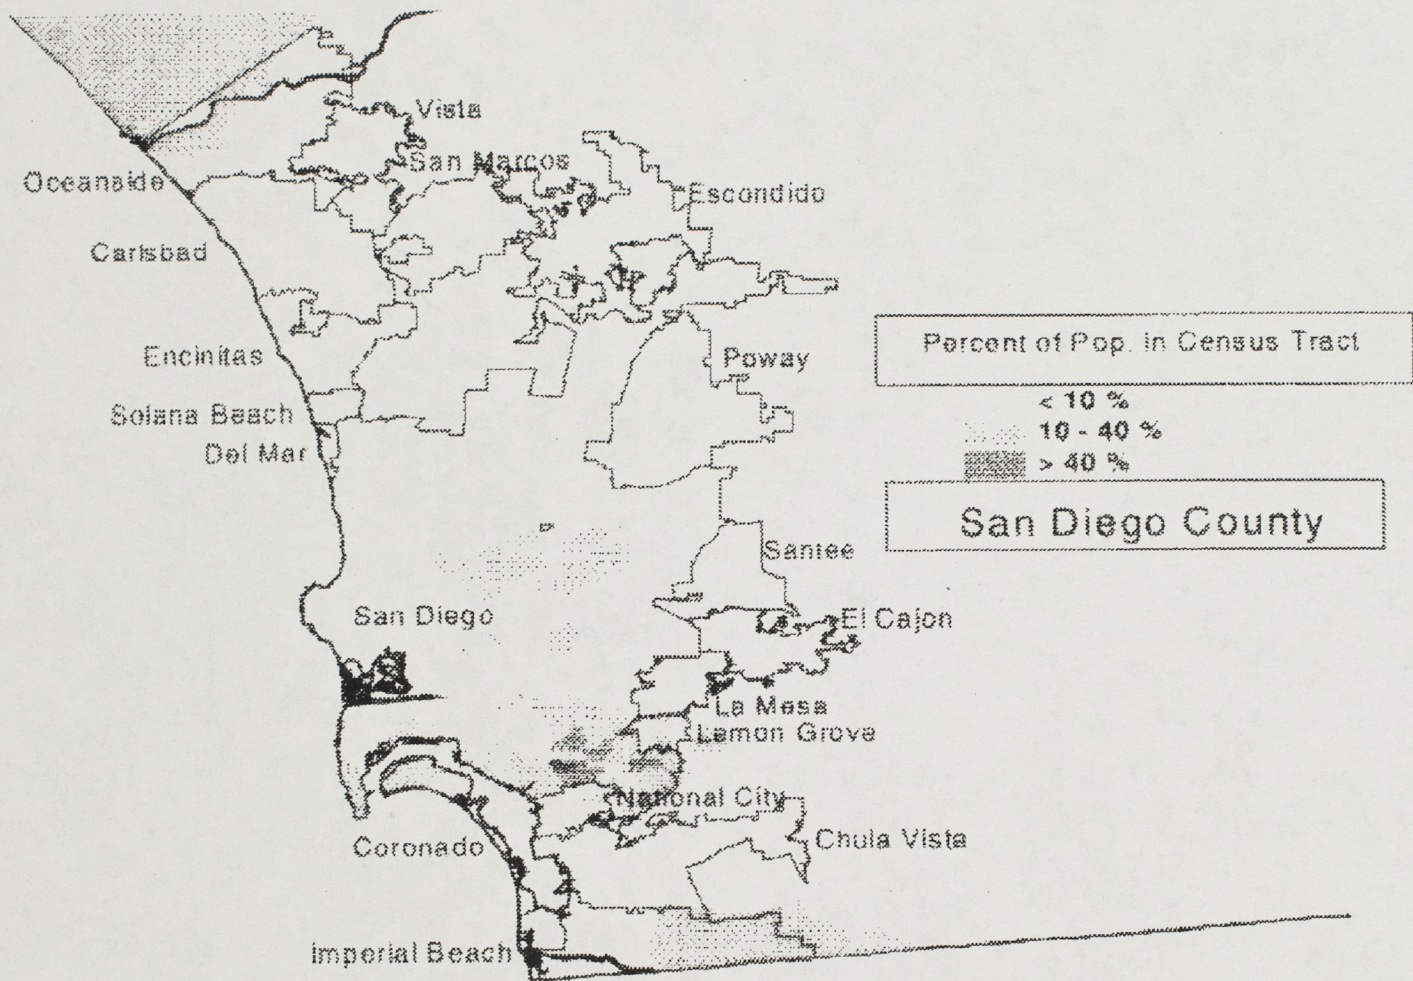 Vista
San Marcos
Oceanside
Escondido
Carlsbad
Percent of Pop. in Census Tract
Encinitas
Poway
< 10 %
Solana Beach
10 - 40 %
Del Mar
> 40 %
San Diego County
Santee
San Diego
El Cajon
La Mesa
Lemon Grove
National City
Coronado
Chula Vista
Imperial Beach